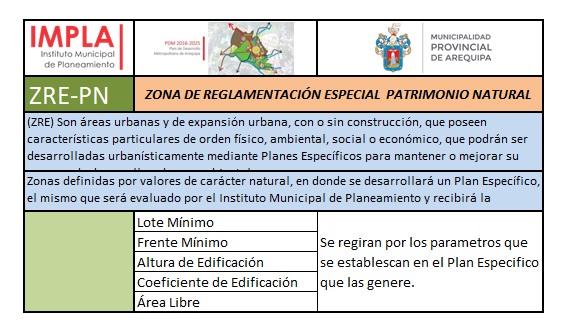 IMPLA
Instituto Municipal
de Planeamiento
PDM 2016-2025
Plan de Desarrollo
Metropolitano de Arequipa
MUNICIPALIDAD
PROVINCIAL
DE AREQUIPA
ZRE-PN
ZONA DE REGLAMENTACIÓN ESPECIAL PATRIMONIO NATURAL
(ZRE) Son áreas urbanas y de expansión urbana, con o sin construcción, que poseen
características particulares de orden físico, ambiental, social o económico, que podrán ser
desarrolladas urbanísticamente mediante Planes Específicos para mantener o mejorar su
Zonas definidas por valores de carácter natural, en donde se desarrollará un Plan Específico,
el mismo que será evaluado por el Instituto Municipal de Planeamiento y recibirá la
Lote Mínimo
Frente Mínimo
Altura de Edificación
Coeficiente de Edificación
Área Libre
Se regiran por los parametros que
se establescan en el Plan Especifico
que las genere.